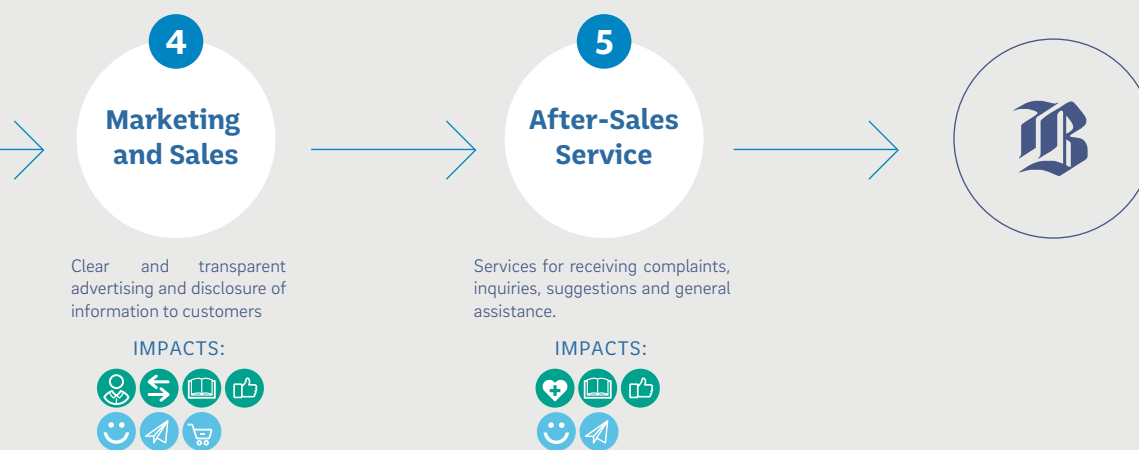 4
Marketing
and Sales
Clear and transparent
advertising and disclosure of
information to customers
IMPACTS:
5
After-Sales
Service
Services for receiving complaints,
inquiries, suggestions and general
assistance.
IMPACTS:
B